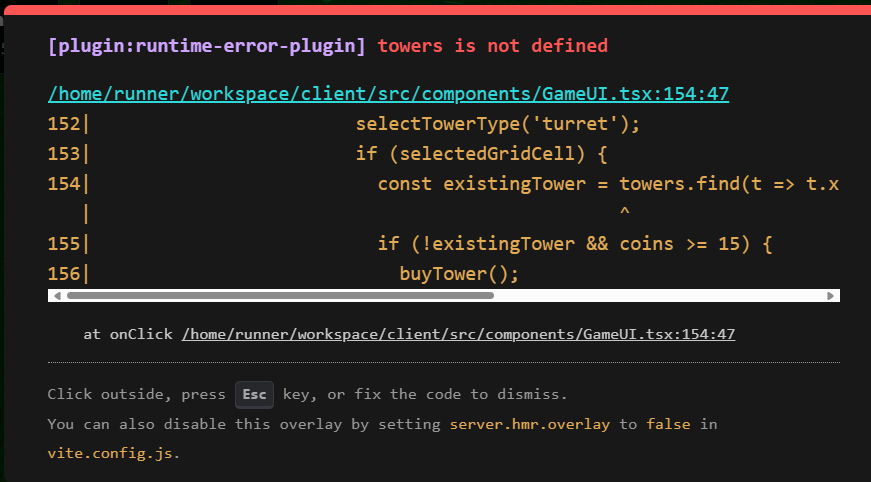 [plugin:runtime-error-plugin] towers is not defined
/home/runner/workspace/client/src/components/GameUI.tsx:154:47
152|                        selectTowerType('turret');
153|                        if (selectedGridCell) {
154|                          const existingTower = towers.find(t => t.x
   |                                                ^
155|                          if (!existingTower && coins >= 15) {
156|                            buyTower();
at onClick /home/runner/workspace/client/src/components/GameUI.tsx:154:47
Click outside, press Esc key, or fix the code to dismiss.
You can also disable this overlay by setting server.hmr.overlay to false in
vite.config.js.